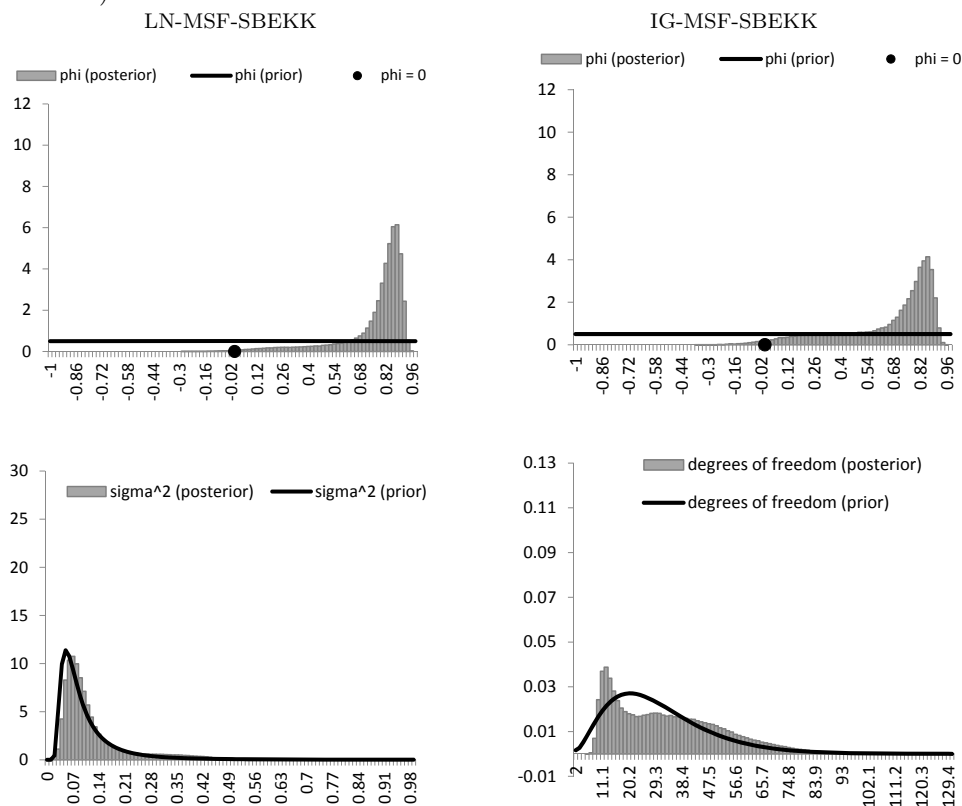 )
LN-MSF-SBEKK
IG-MSF-SBEKK
phi (posterior) phi (prior) phi = 0
12
10
8
6
4
2
0
-1 -0.86 -0.72 -0.58 -0.44 -0.3 -0.16 -0.02 0.12 0.26 0.4 0.54 0.68 0.82 0.96
phi (posterior) phi (prior) phi = 0
12
10
8
6
4
2
0
-1 -0.86 -0.72 -0.58 -0.44 -0.3 -0.16 -0.02 0.12 0.26 0.4 0.54 0.68 0.82 0.96
sigma^2 (posterior) sigma^2 (prior)
30
25
20
15
10
5
0
0 0.07 0.14 0.21 0.28 0.35 0.42 0.49 0.56 0.63 0.7 0.77 0.84 0.91 0.98
degrees of freedom (posterior)
degrees of freedom (prior)
0.13
0.11
0.09
0.07
0.05
0.03
0.01
-0.01
2 11.1 20.2 29.3 38.4 47.5 56.6 65.7 74.8 83.9 93 102.1 111.2 120.3 129.4